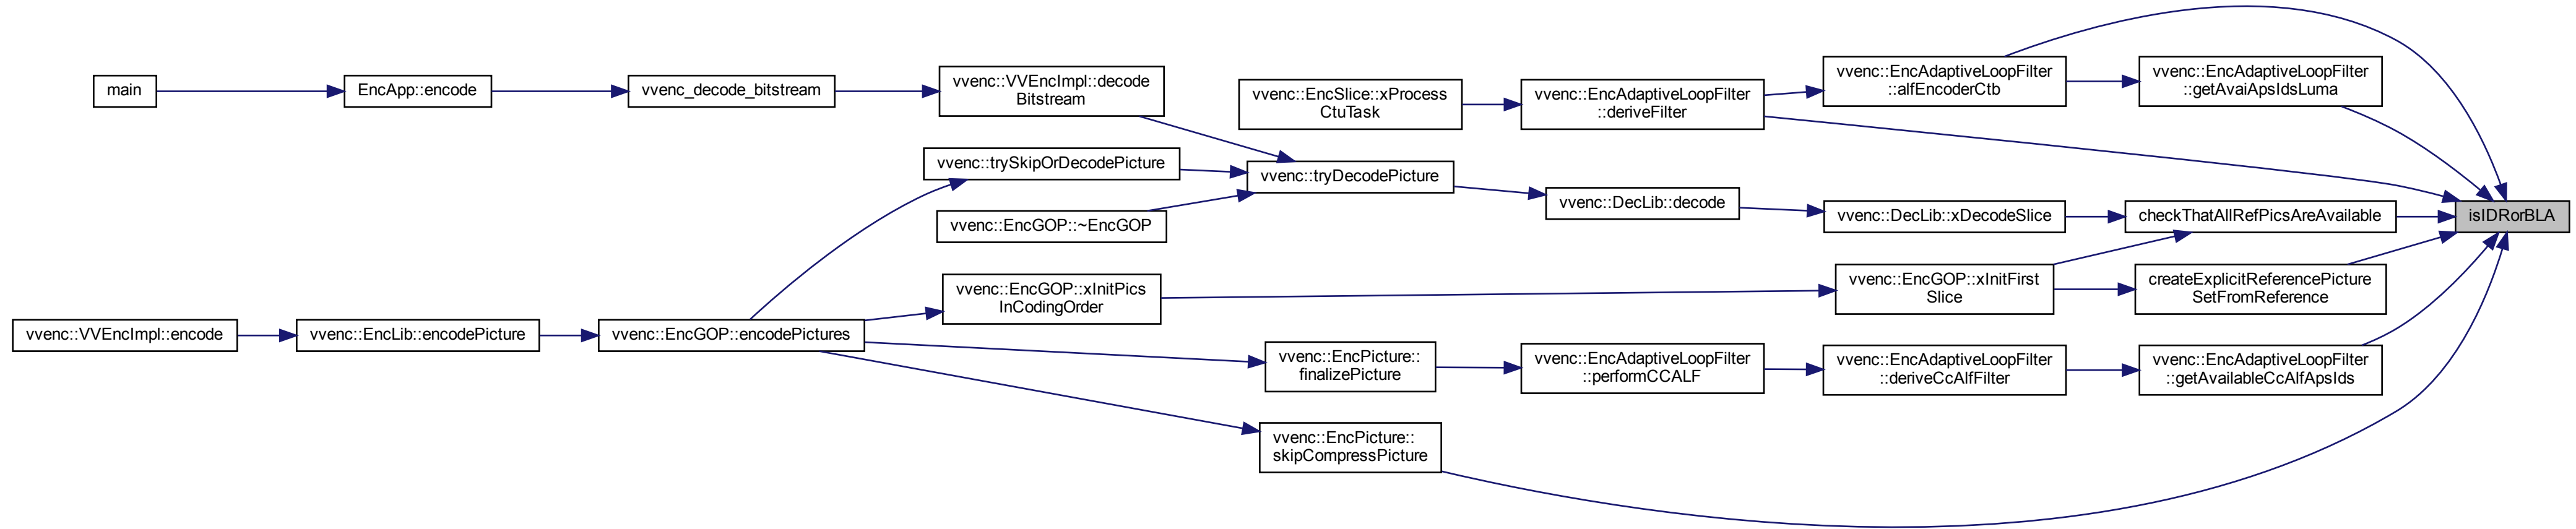 main
EncApp::encode
vvenc_decode_bitstream
vvenc::VVEncImpl::decode
Bitstream
vvenc::EncSlice::xProcess
CtuTask
vvenc::EncAdaptiveLoopFilter
::deriveFilter
vvenc::EncAdaptiveLoopFilter
::alfEncoderCtb
vvenc::EncAdaptiveLoopFilter
::getAvaiApsIdsLuma
vvenc::trySkipOrDecodePicture
vvenc::tryDecodePicture
vvenc::EncGOP::~EncGOP
vvenc::DecLib::decode
vvenc::DecLib::xDecodeSlice
checkThatAllRefPicsAreAvailable
isIDRorBLA
vvenc::EncGOP::xInitPics
InCodingOrder
vvenc::EncGOP::xInitFirst
Slice
createExplicitReferencePicture
SetFromReference
vvenc::VVEncImpl::encode
vvenc::EncLib::encodePicture
vvenc::EncGOP::encodePictures
vvenc::EncPicture::
finalizePicture
vvenc::EncAdaptiveLoopFilter
::performCCALF
vvenc::EncAdaptiveLoopFilter
::deriveCcAlfFilter
vvenc::EncAdaptiveLoopFilter
::getAvailableCcAlfApsIds
vvenc::EncPicture::
skipCompressPicture